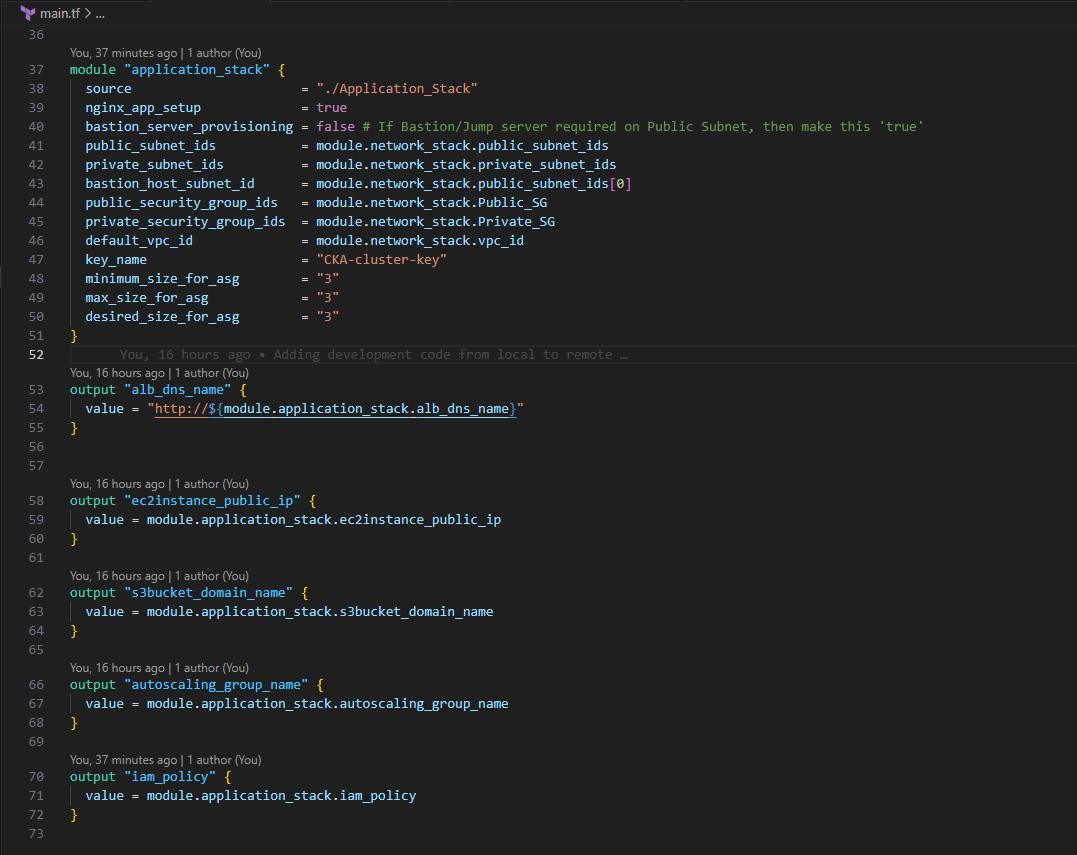 main.tf > ...
36
You, 37 minutes ago | 1 author (You)
37 module "application_stack" {
38   source                      = "./Application_Stack"
39   nginx_app_setup             = true
40   bastion_server_provisioning = false # If Bastion/Jump server required on Public Subnet, then make this 'true'
41   public_subnet_ids           = module.network_stack.public_subnet_ids
42   private_subnet_ids          = module.network_stack.private_subnet_ids
43   bastion_host_subnet_id      = module.network_stack.public_subnet_ids[0]
44   public_security_group_ids   = module.network_stack.Public_SG
45   private_security_group_ids  = module.network_stack.Private_SG
46   default_vpc_id              = module.network_stack.vpc_id
47   key_name                    = "CKA-cluster-key"
48   minimum_size_for_asg        = "3"
49   max_size_for_asg            = "3"
50   desired_size_for_asg        = "3"
51 }
52 You, 16 hours ago • Adding development code from local to remote …
You, 16 hours ago | 1 author (You)
53 output "alb_dns_name" {
54   value = "http://${module.application_stack.alb_dns_name}"
55 }
56
57
You, 16 hours ago | 1 author (You)
58 output "ec2instance_public_ip" {
59   value = module.application_stack.ec2instance_public_ip
60 }
61
You, 16 hours ago | 1 author (You)
62 output "s3bucket_domain_name" {
63   value = module.application_stack.s3bucket_domain_name
64 }
65
You, 16 hours ago | 1 author (You)
66 output "autoscaling_group_name" {
67   value = module.application_stack.autoscaling_group_name
68 }
69
You, 37 minutes ago | 1 author (You)
70 output "iam_policy" {
71   value = module.application_stack.iam_policy
72 }
73